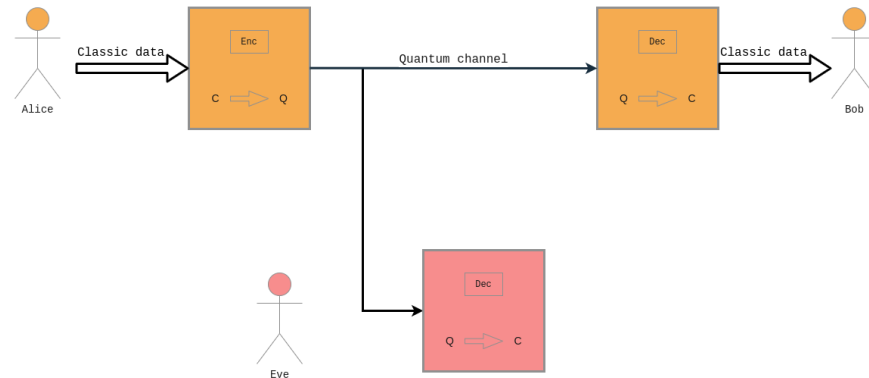 Classic data
Alice
Enc
C Q
Quantum channel
Dec
Q C
Classic data
Bob
Eve
Dec
Q C